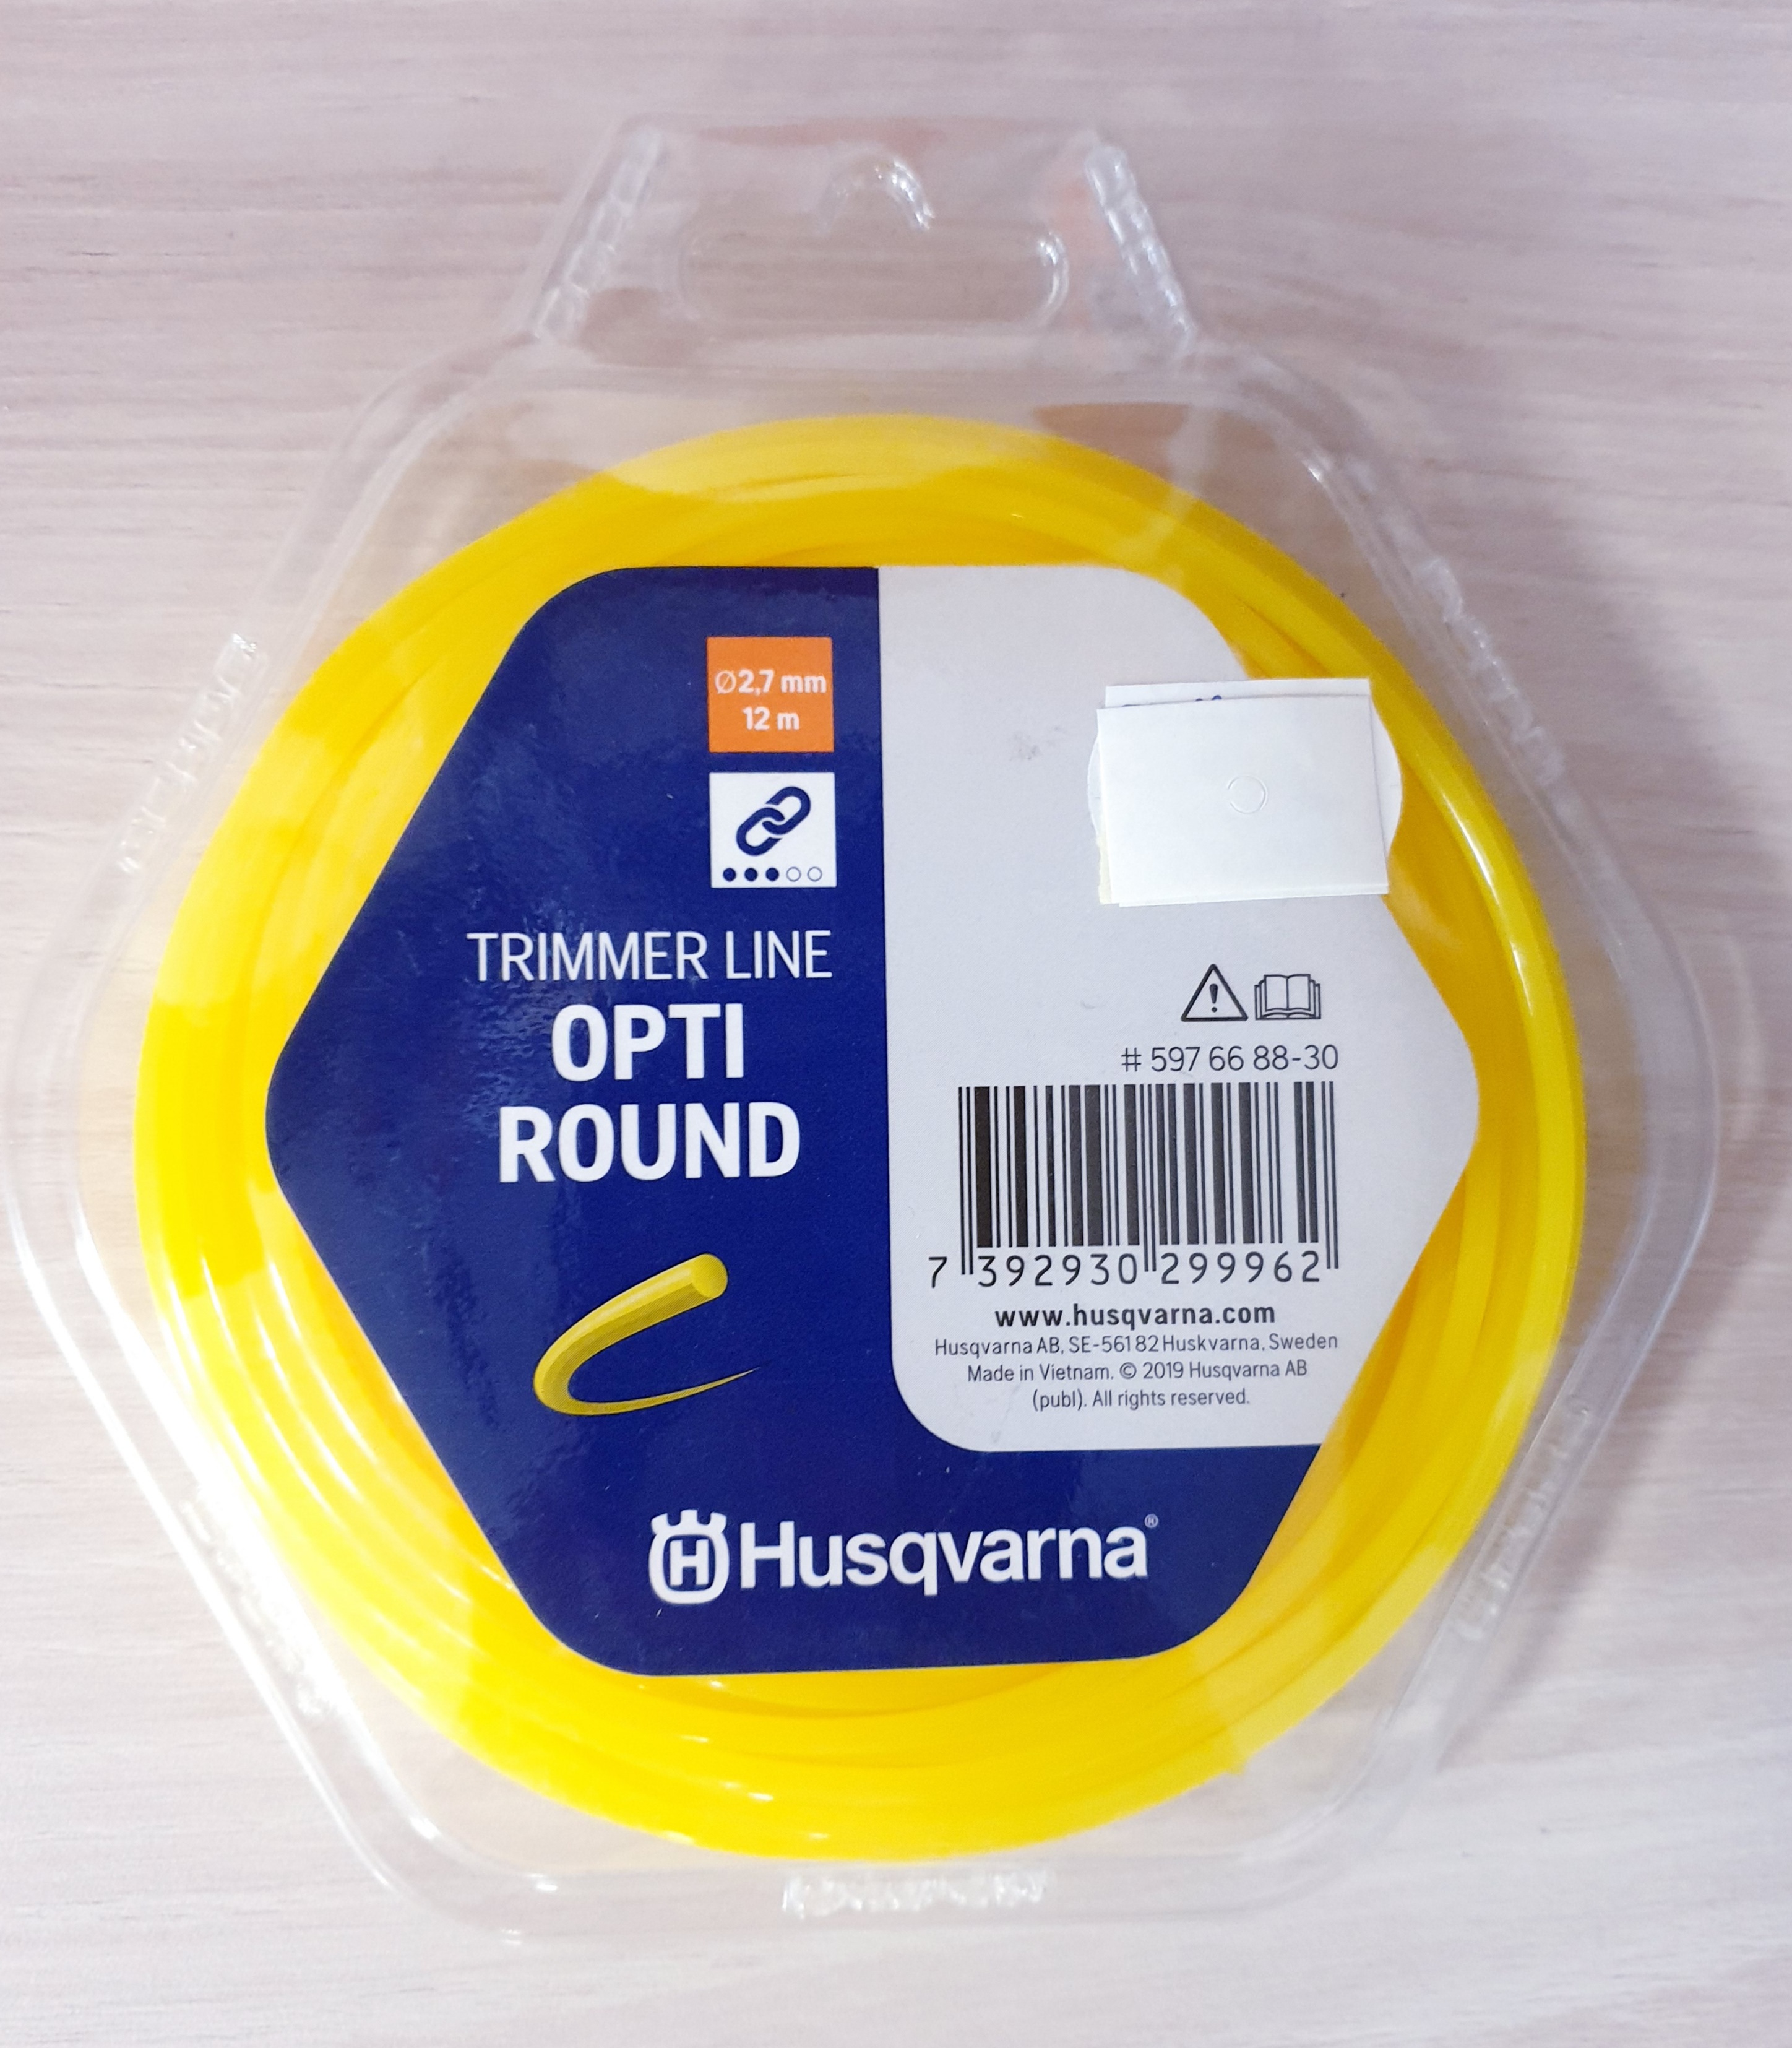 Ø2,7 mm
12 m
TRIMMER LINE
OPTI
ROUND
# 597 66 88-30
7 392930 299962
www.husqvarna.com
Husqvarna AB, SE-561 82 Huskvarna, Sweden
Made in Vietnam. © 2019 Husqvarna AB
(publ). All rights reserved.
H Husqvarna®